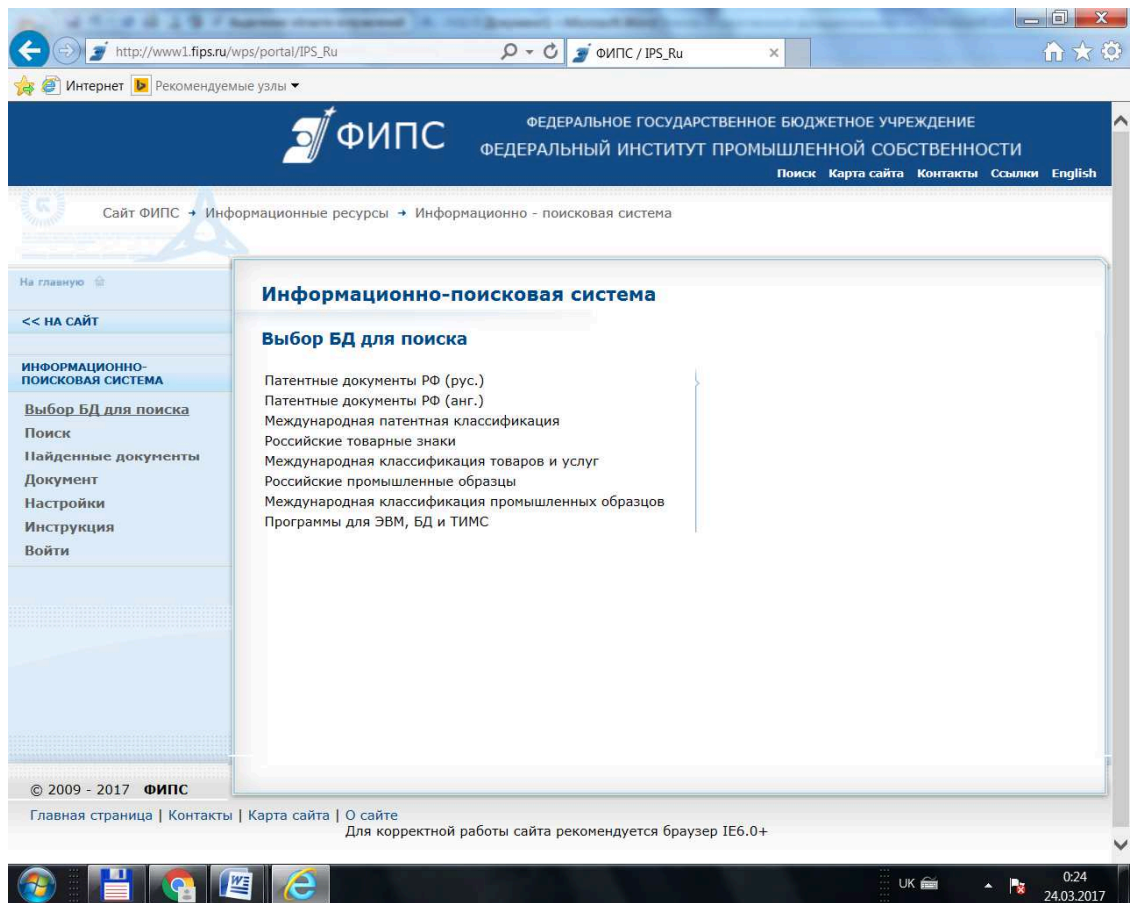 http://www1.fips.ru/wps/portal/IPS_Ru
ФИПС / IPS_Ru
Интернет Рекомендуемые узлы
ФИПС
ФЕДЕРАЛЬНОЕ ГОСУДАРСТВЕННОЕ БЮДЖЕТНОЕ УЧРЕЖДЕНИЕ
ФЕДЕРАЛЬНЫЙ ИНСТИТУТ ПРОМЫШЛЕННОЙ СОБСТВЕННОСТИ
Поиск Карта сайта Контакты Ссылки English
Сайт ФИПС → Информационные ресурсы → Информационно - поисковая система
На главную
<< НА САЙТ
ИНФОРМАЦИОННО-
ПОИСКОВАЯ СИСТЕМА
Выбор БД для поиска
Поиск
Найденные документы
Документ
Настройки
Инструкция
Войти
Информационно-поисковая система
Выбор БД для поиска
Патентные документы РФ (рус.)
Патентные документы РФ (анг.)
Международная патентная классификация
Российские товарные знаки
Международная классификация товаров и услуг
Российские промышленные образцы
Международная классификация промышленных образцов
Программы для ЭВМ, БД и ТИМС
© 2009 - 2017 ФИПС
Главная страница | Контакты | Карта сайта | О сайте
Для корректной работы сайта рекомендуется браузер IE6.0+
UK
0:24
24.03.2017